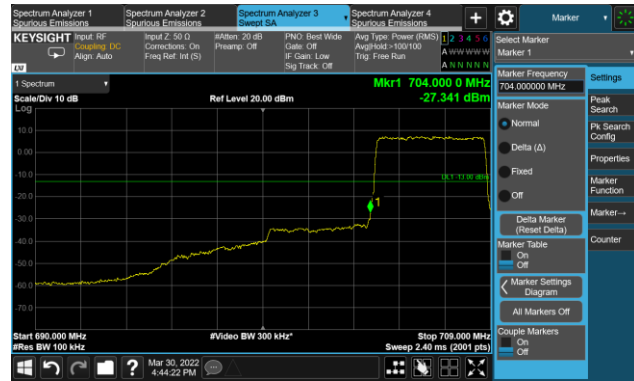 Spectrum Analyzer 1
Spurious Emissions
Spectrum Analyzer 2
Spurious Emissions
Spectrum Analyzer 3
Swept SA
Spectrum Analyzer 4
Spurious Emissions
+
Marker
KEYSIGHT
Input: RF
Coupling: DC
Align: Auto
Input Z: 50 Ω
Corrections: On
Freq Ref: Int (S)
#Atten: 20 dB
Preamp: Off
PNO: Best Wide
Gate: Off
IF Gain: Low
Sig Track: Off
Avg Type: Power (RMS)
Avg|Hold:>100/100
Trig: Free Run
1 2 3 4 5 6
A W W W W W
A N N N N N
LXI
Select Marker
Marker 1
1 Spectrum
Scale/Div 10 dB
Ref Level 20.00 dBm
Mkr1 704.000 0 MHz
-27.341 dBm
Log
10.0
0.00
-10.0
-20.0
-30.0
-40.0
-50.0
-60.0
-70.0
DL1 -13.00 dBm
1
Start 690.000 MHz
#Res BW 100 kHz
#Video BW 300 kHz*
Stop 709.000 MHz
Sweep 2.40 ms (2001 pts)
Marker Frequency
704.000000 MHz
Marker Mode
Normal
Delta (Δ)
Fixed
Off
Delta Marker
(Reset Delta)
Marker Table
On
Off
Marker Settings
Diagram
All Markers Off
Couple Markers
On
Off
Settings
Peak
Search
Pk Search
Config
Properties
Marker
Function
Marker→
Counter
?
Mar 30, 2022
4:44:22 PM